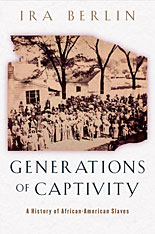 IRA BERLIN
GENERATIONS
OF CAPTIVITY
A History of African-American Slaves